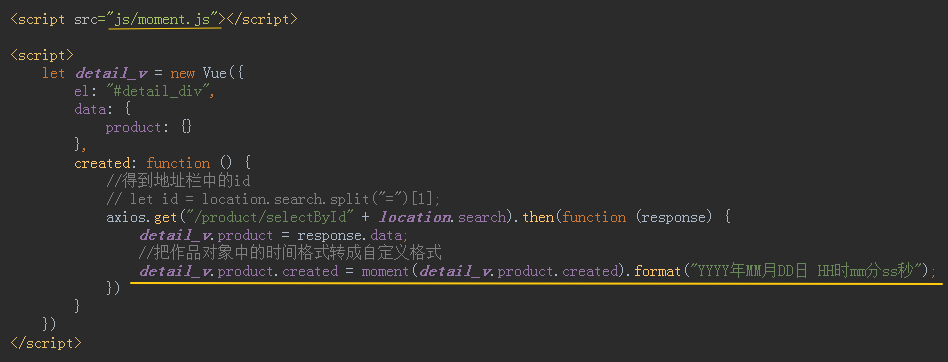 <script src="js/moment.js"></script>
<script>
    let detail_v = new Vue({
        el: "#detail_div",
        data: {
            product: {}
        },
        created: function () {
            //得到地址栏中的id
            // let id = location.search.split("=")[1];
            axios.get("/product/selectById" + location.search).then(function (response) {
                detail_v.product = response.data;
                //把作品对象中的时间格式转成自定义格式
                detail_v.product.created = moment(detail_v.product.created).format("YYYY年MM月DD日 HH时mm分ss秒");
            })
        }
    })
</script>